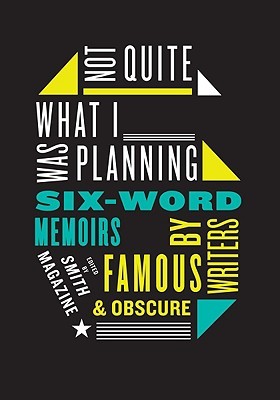 NOT QUITE
WHAT I
WAS PLANNING
SIX-WORD
MEMOIRS
BY FAMOUS WRITERS
& OBSCURE
EDITED BY
SMITH
MAGAZINE